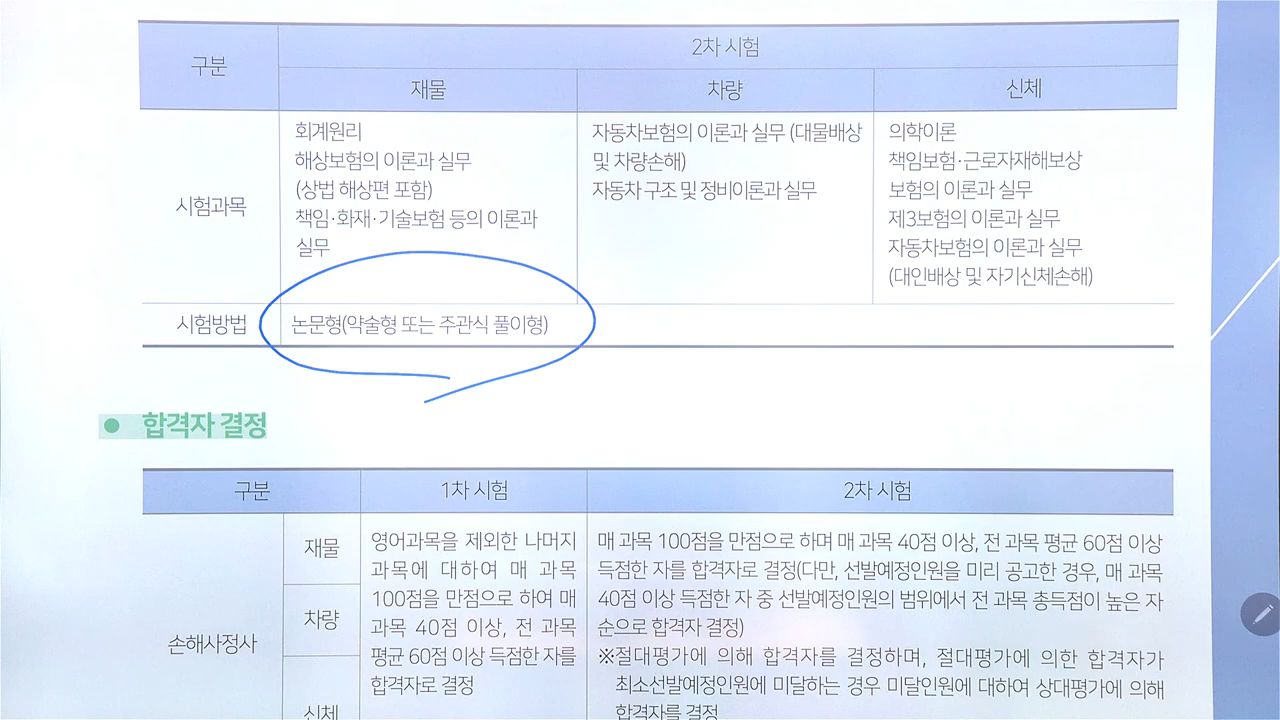 구분
2차 시험
재물
차량
신체
시험과목
회계원리
해상보험의 이론과 실무
(상법 해상편 포함)
책임·화재·기술보험 등의 이론과
실무
자동차보험의 이론과 실무 (대물배상
및 차량손해)
자동차 구조 및 정비이론과 실무
의학이론
책임보험·근로자재해보상
보험의 이론과 실무
제3보험의 이론과 실무
자동차보험의 이론과 실무
(대인배상 및 자기신체손해)
시험방법
논문형(약술형 또는 주관식 풀이형)
● 합격자 결정
구분
1차 시험
2차 시험
손해사정사
재물
차량
신체
영어과목을 제외한 나머지
과목에 대하여 매 과목
100점을 만점으로 하여 매
과목 40점 이상, 전 과목
평균 60점 이상 득점한 자를
합격자로 결정
매 과목 100점을 만점으로 하며 매 과목 40점 이상, 전 과목 평균 60점 이상
득점한 자를 합격자로 결정(다만, 선발예정인원을 미리 공고한 경우, 매 과목
40점 이상 득점한 자 중 선발예정인원의 범위에서 전 과목 총득점이 높은 자
순으로 합격자 결정)
※절대평가에 의해 합격자를 결정하며, 절대평가에 의한 합격자가
최소선발예정인원에 미달하는 경우 미달인원에 대하여 상대평가에 의해
합격자를 결정